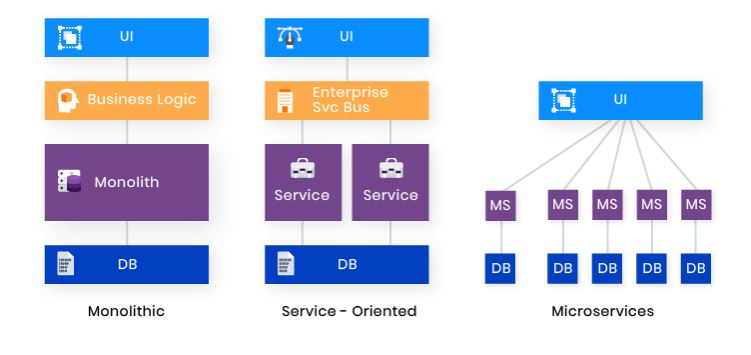 UI
Business Logic
Monolith
DB
Monolithic
UI
Enterprise
Svc Bus
Service
Service
DB
Service - Oriented
UI
MS
MS
MS
MS
MS
DB
DB
DB
DB
DB
Microservices